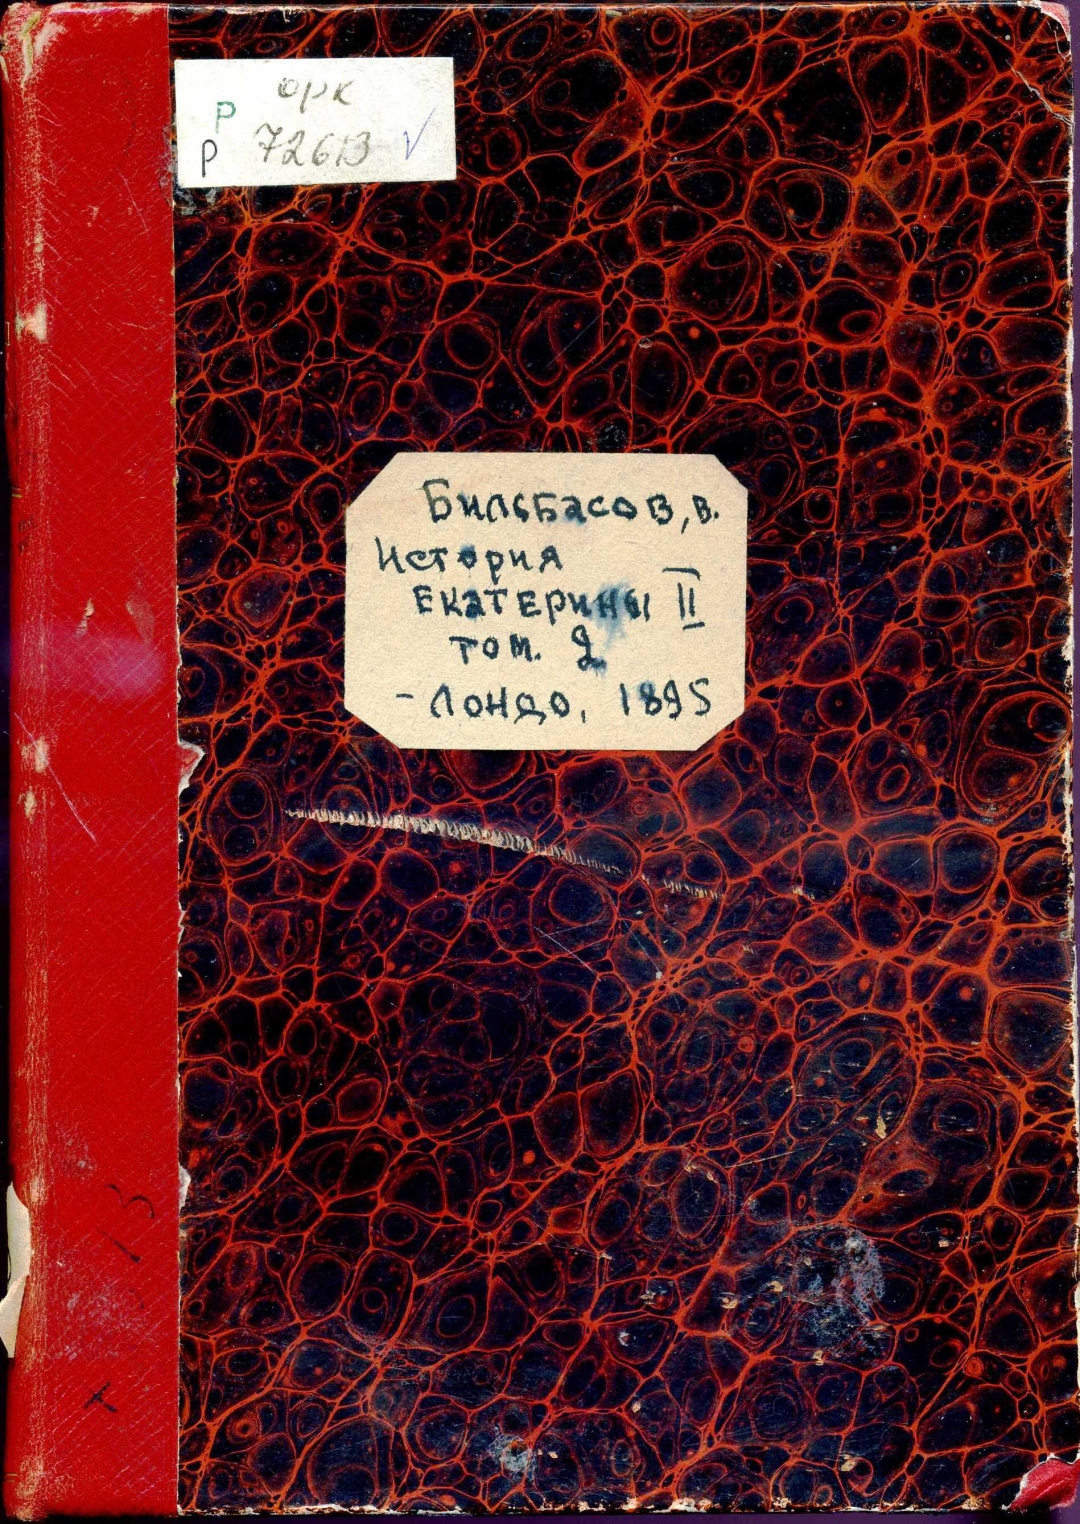 орк
р
р 72613 √
Бильбасов, в.
История
Екатерины II
том. 2
- Лондо, 1895